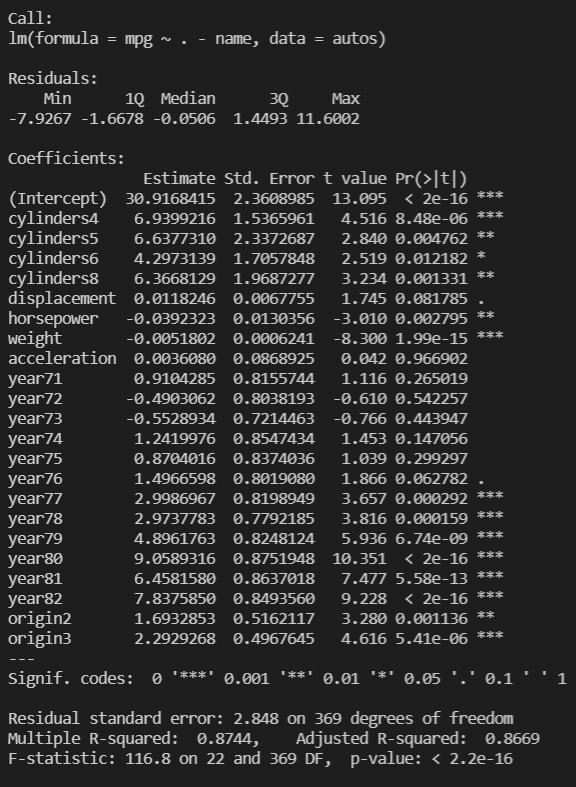 Call:
lm(formula = mpg ~ . - name, data = autos)
Residuals:
    Min      1Q  Median      3Q     Max
-7.9267 -1.6678 -0.0506  1.4493 11.6002
Coefficients:
               Estimate Std. Error t value Pr(>|t|)
(Intercept)  30.9168415  2.3608985  13.095  < 2e-16 ***
cylinders4    6.9399216  1.5365961   4.516 8.48e-06 ***
cylinders5    6.6377310  2.3372687   2.840 0.004762 **
cylinders6    4.2973139  1.7057848   2.519 0.012182 *
cylinders8    6.3668129  1.9687277   3.234 0.001331 **
displacement  0.0118246  0.0067755   1.745 0.081785 .
horsepower   -0.0392323  0.0130356  -3.010 0.002795 **
weight       -0.0051802  0.0006241  -8.300 1.99e-15 ***
acceleration  0.0036080  0.0868925   0.042 0.966902
year71        0.9104285  0.8155744   1.116 0.265019
year72       -0.4903062  0.8038193  -0.610 0.542257
year73       -0.5528934  0.7214463  -0.766 0.443947
year74        1.2419976  0.8547434   1.453 0.147056
year75        0.8704016  0.8374036   1.039 0.299297
year76        1.4966598  0.8019080   1.866 0.062782 .
year77        2.9986967  0.8198949   3.657 0.000292 ***
year78        2.9737783  0.7792185   3.816 0.000159 ***
year79        4.8961763  0.8248124   5.936 6.74e-09 ***
year80        9.0589316  0.8751948  10.351  < 2e-16 ***
year81        6.4581580  0.8637018   7.477 5.58e-13 ***
year82        7.8375850  0.8493560   9.228  < 2e-16 ***
origin2       1.6932853  0.5162117   3.280 0.001136 **
origin3       2.2929268  0.4967645   4.616 5.41e-06 ***
---
Signif. codes:  0 '***' 0.001 '**' 0.01 '*' 0.05 '.' 0.1 ' ' 1
Residual standard error: 2.848 on 369 degrees of freedom
Multiple R-squared:  0.8744,    Adjusted R-squared:  0.8669
F-statistic: 116.8 on 22 and 369 DF,  p-value: < 2.2e-16